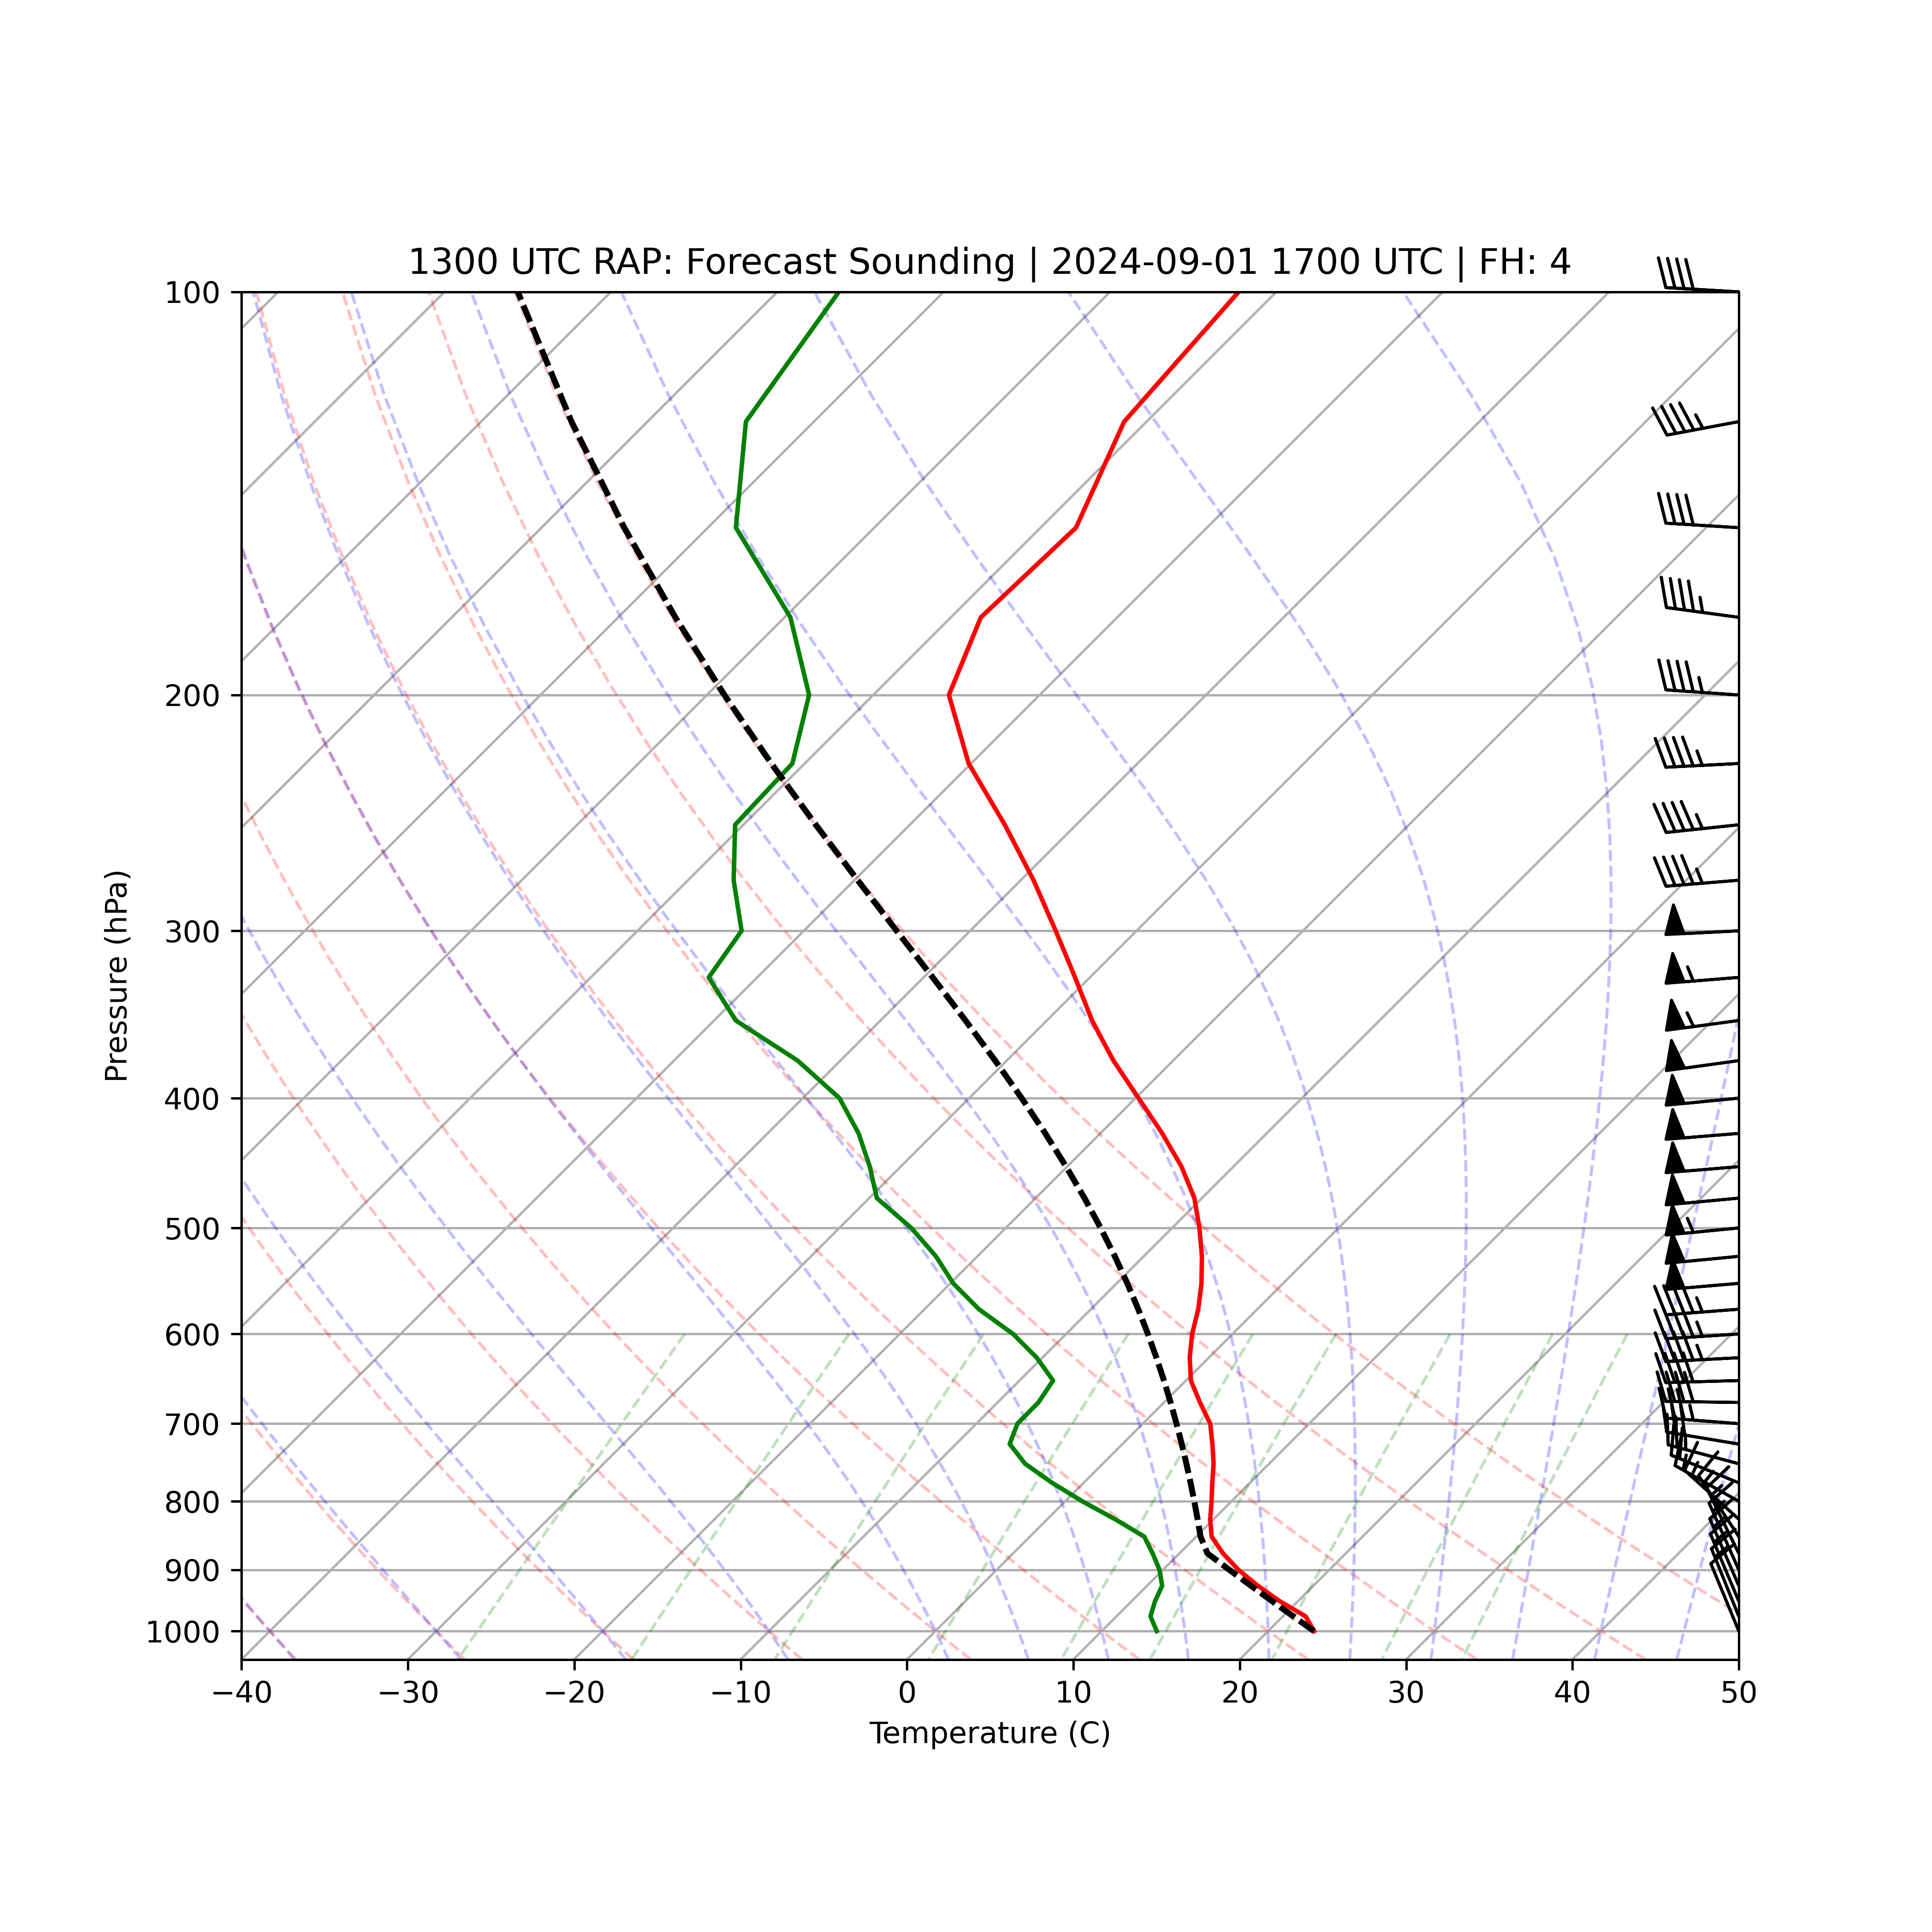 1300 UTC RAP: Forecast Sounding | 2024-09-01 1700 UTC | FH: 4
100
200
300
400
500
600
700
800
900
1000
Pressure (hPa)
−40 −30 −20 −10 0 10 20 30 40 50
Temperature (C)